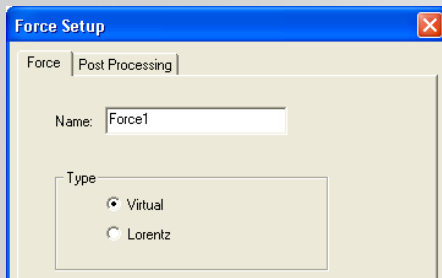 Force Setup
Force Post Processing
Name: Force1
Type
Virtual
Lorentz